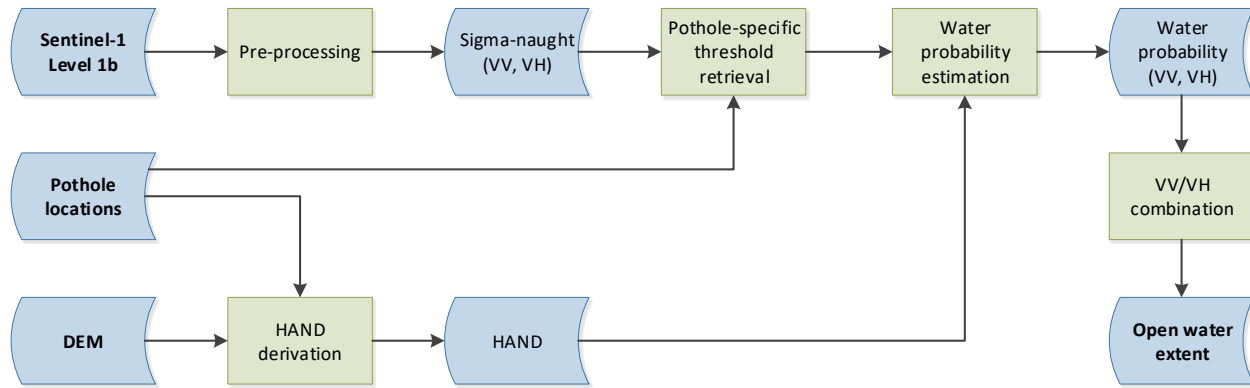 Sentinel-1
Level 1b
Pre-processing
Sigma-naught
(VV, VH)
Pothole-specific
threshold
retrieval
Water
probability
estimation
Water
probability
(VV, VH)
Pothole
locations
VV/VH
combination
DEM
HAND
derivation
HAND
Open water
extent